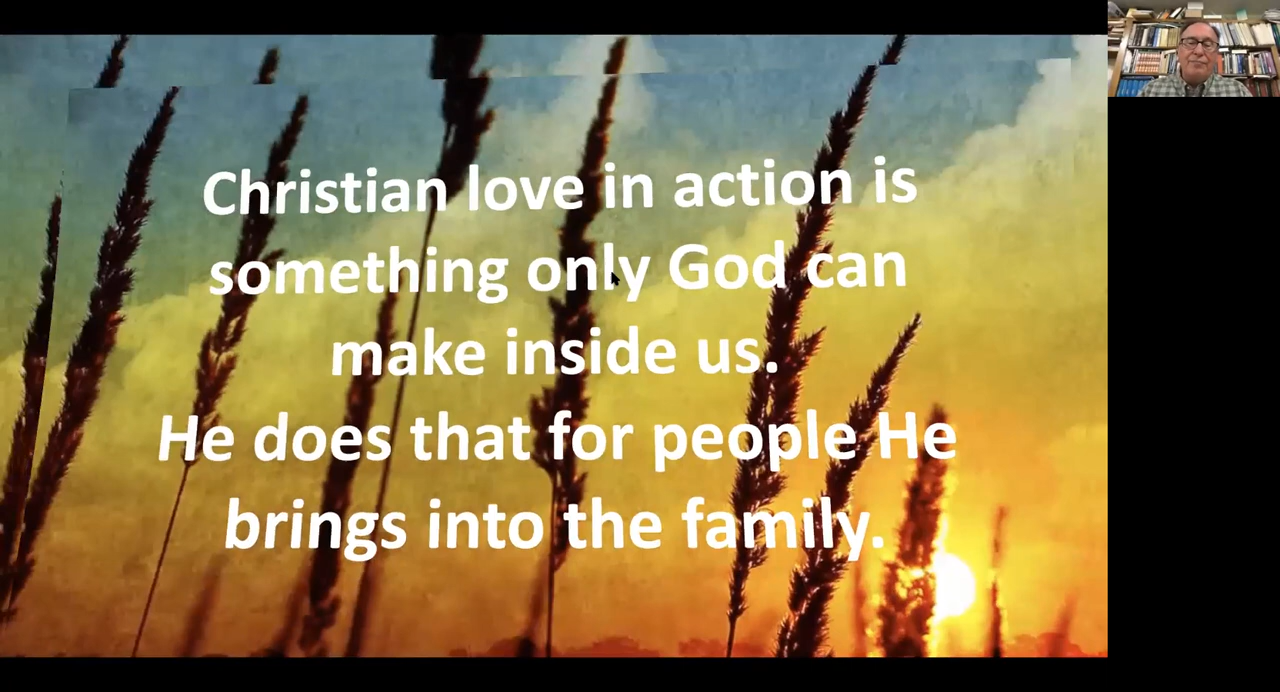 Christian love in action is
something only God can
make inside us.
He does that for people He
brings into the family.